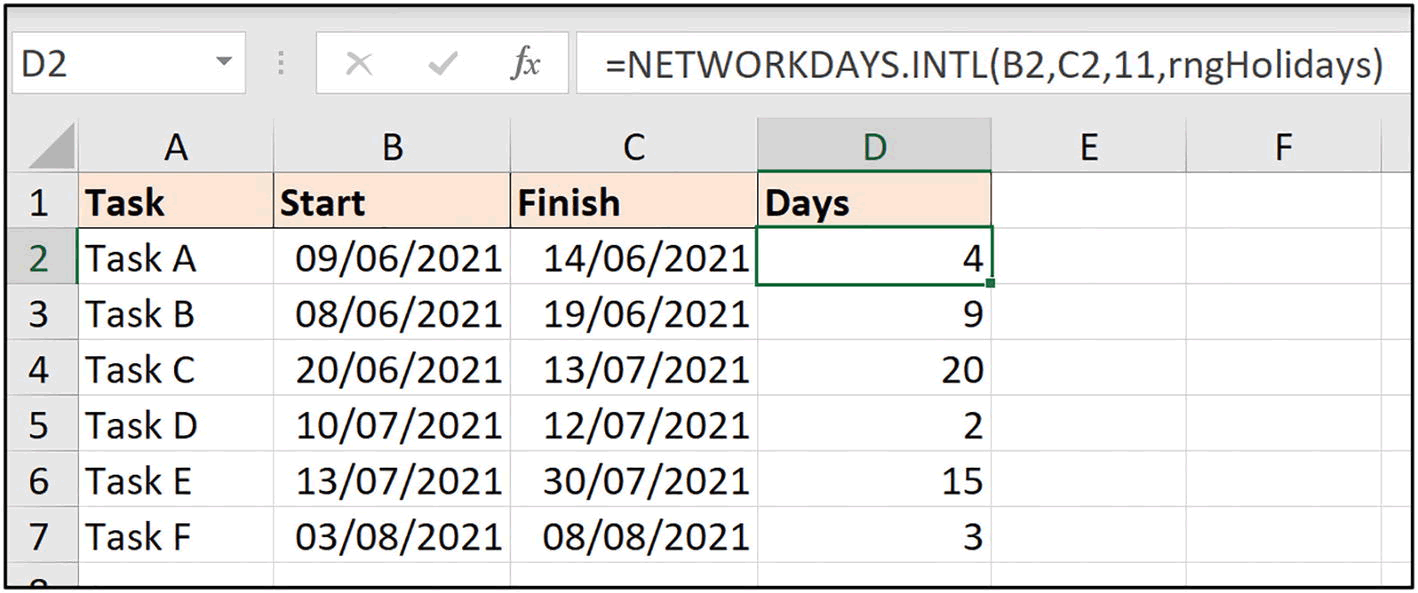 D2 fx =NETWORKDAYS.INTL(B2,C2,11,rngHolidays)
A B C D E F
1 Task Start Finish Days
2 Task A 09/06/2021 14/06/2021 4
3 Task B 08/06/2021 19/06/2021 9
4 Task C 20/06/2021 13/07/2021 20
5 Task D 10/07/2021 12/07/2021 2
6 Task E 13/07/2021 30/07/2021 15
7 Task F 03/08/2021 08/08/2021 3